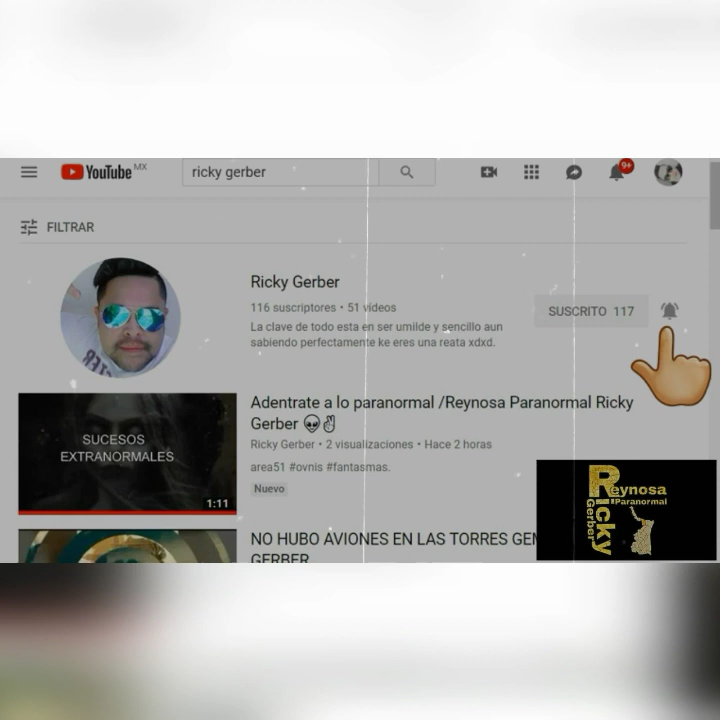 YouTube MX
ricky gerber
9+
FILTRAR
Ricky Gerber
116 suscriptores • 51 videos
La clave de todo esta en ser umilde y sencillo aun
sabiendo perfectamente ke eres una reata xdxd.
SUSCRITO 117
SUCESOS
EXTRANORMALES
1:11
Adentrate a lo paranormal /Reynosa Paranormal Ricky
Gerber 👽✌
Ricky Gerber • 2 visualizaciones • Hace 2 horas
area51 #ovnis #fantasmas.
Nuevo
NO HUBO AVIONES EN LAS TORRES
GERBER
Reynosa
Paranormal
Ricky
Gerber